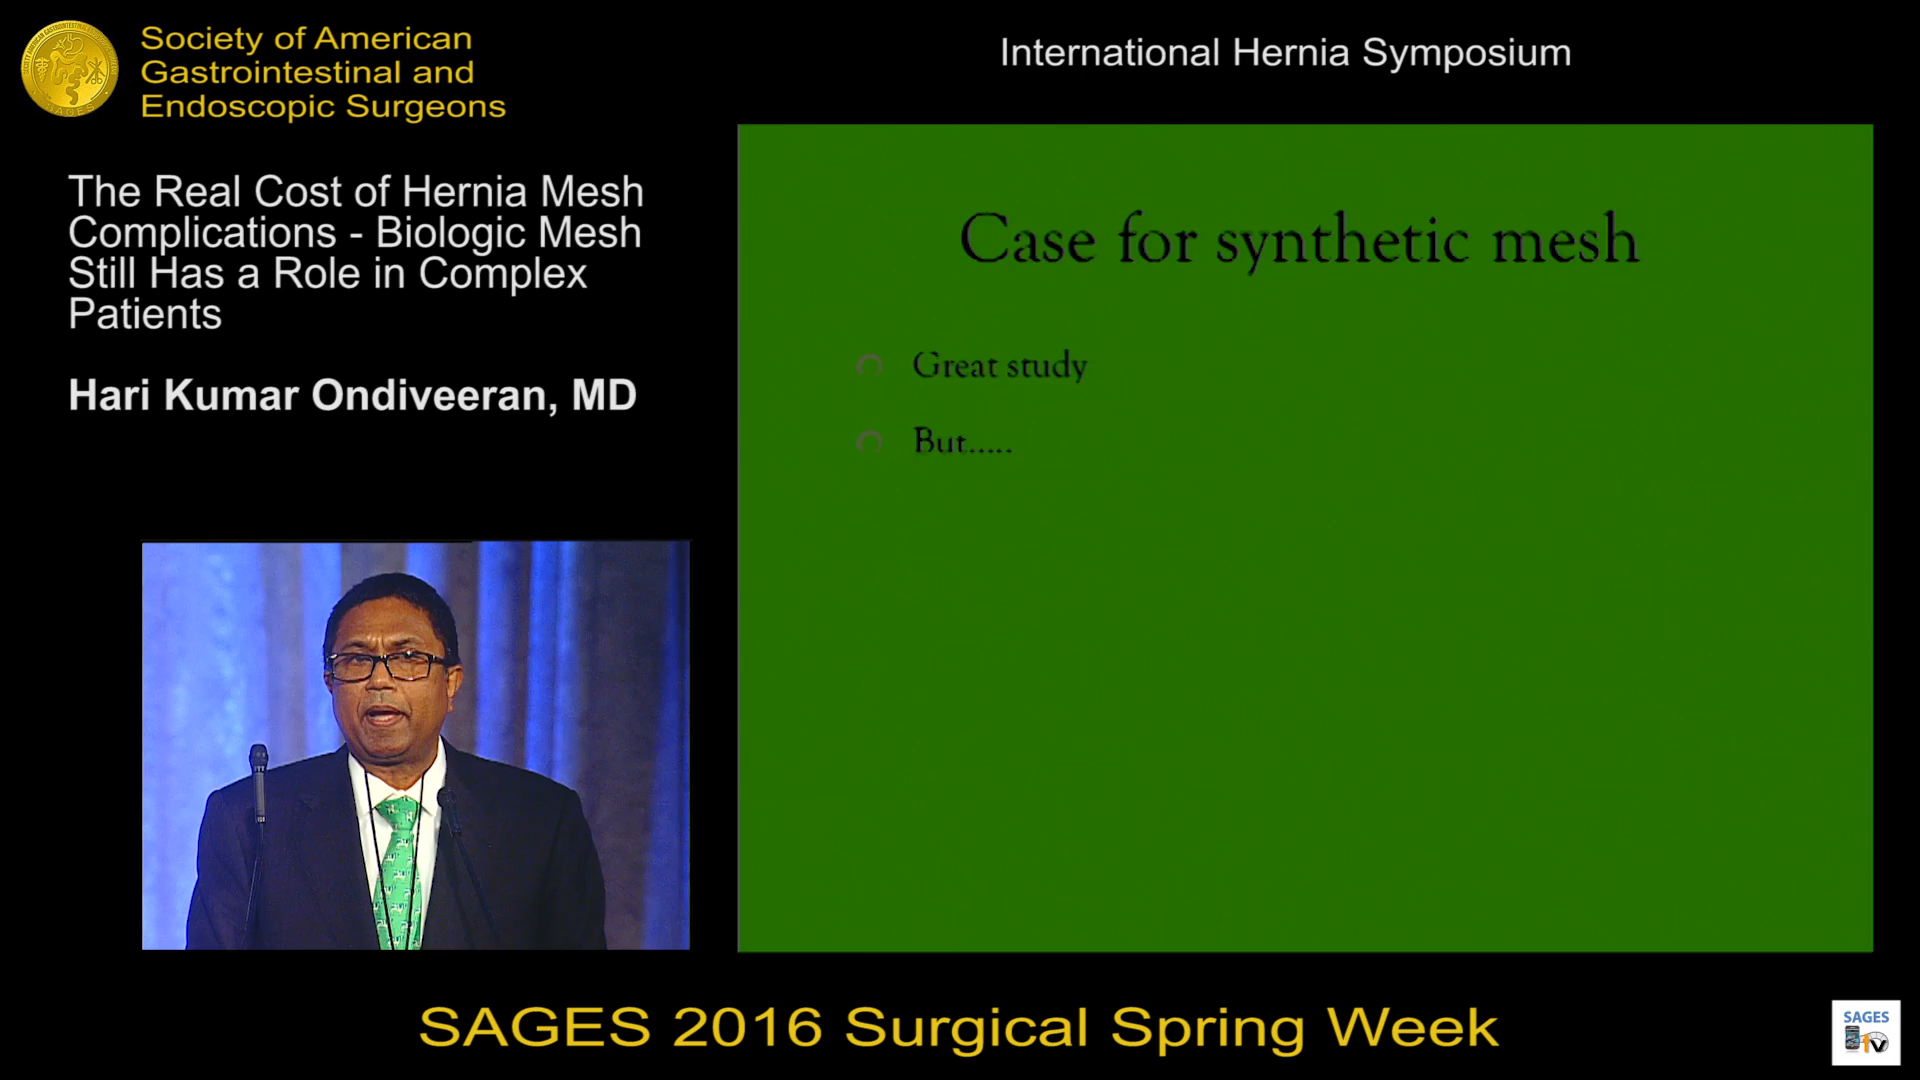 Society of American
Gastrointestinal and
Endoscopic Surgeons
International Hernia Symposium
The Real Cost of Hernia Mesh
Complications - Biologic Mesh
Still Has a Role in Complex
Patients
Hari Kumar Ondiveeran, MD
Case for synthetic mesh
Great study
But.....
SAGES 2016 Surgical Spring Week
SAGES
TV